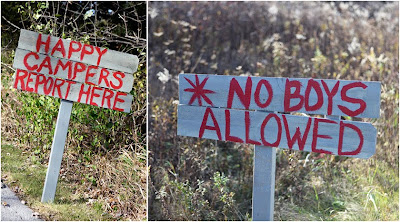 HAPPY
CAMPERS
REPORT HERE
* NO BOYS
ALLOWED